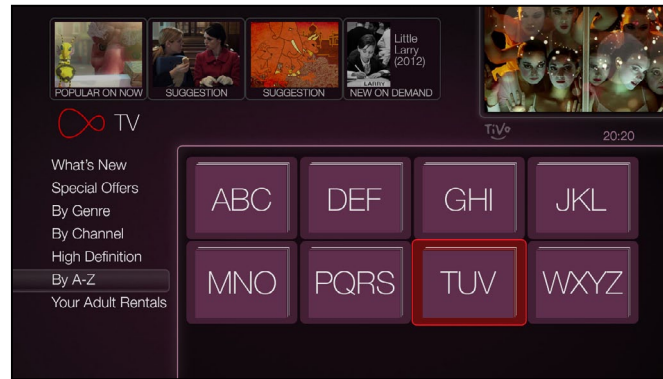 POPULAR ON NOW
SUGGESTION
SUGGESTION
Little
Larry
(2012)
LARRY
NEW ON DEMAND
TV
TiVo
20:20
What's New
Special Offers
By Genre
By Channel
High Definition
By A-Z
Your Adult Rentals
ABC
DEF
GHI
JKL
MNO
PQRS
TUV
WXYZ